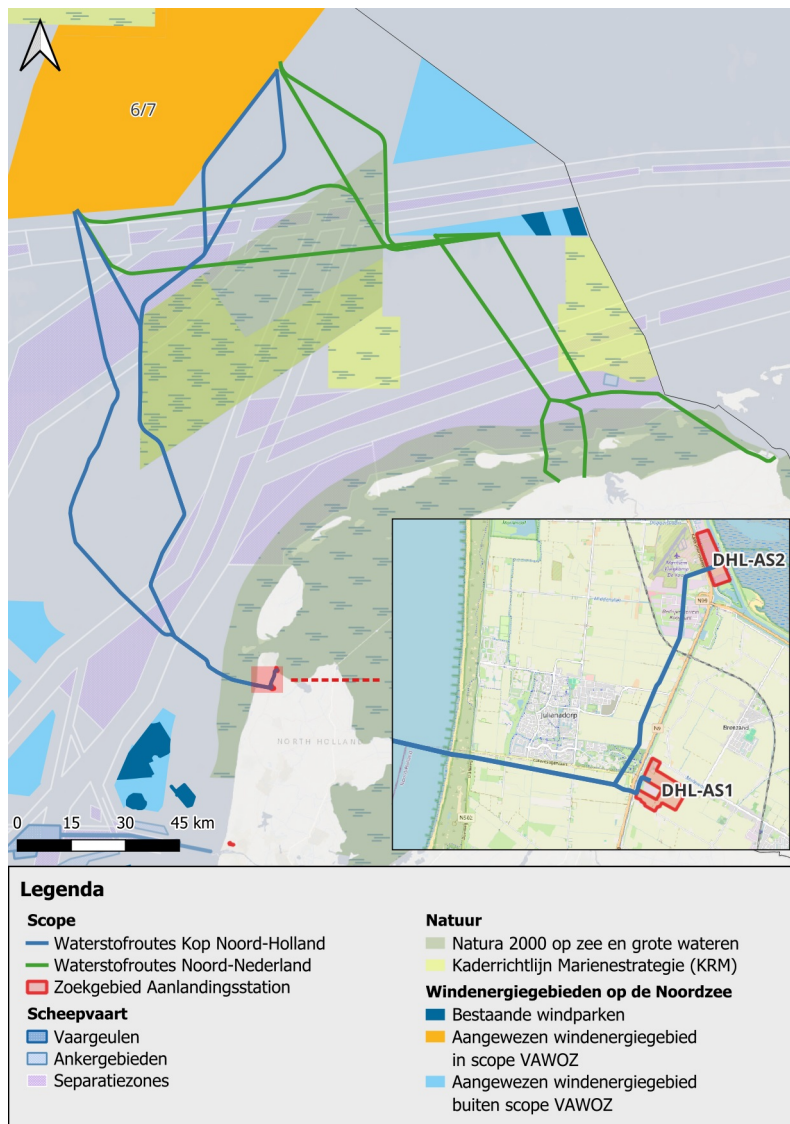 6/7
DHL-AS2
N99
Julianadorp
N9
Breezand
DHL-AS1
N502
NORTH HOLLAND
0 15 30 45 km
Legenda
Scope
Waterstofroutes Kop Noord-Holland
Waterstofroutes Noord-Nederland
Zoekgebied Aanlandingsstation
Scheepvaart
Vaargeulen
Ankergebieden
Separatiezones
Natuur
Natura 2000 op zee en grote wateren
Kaderrichtlijn Marienestrategie (KRM)
Windenergiegebieden op de Noordzee
Bestaande windparken
Aangewezen windenergiegebied
in scope VAWOZ
Aangewezen windenergiegebied
buiten scope VAWOZ